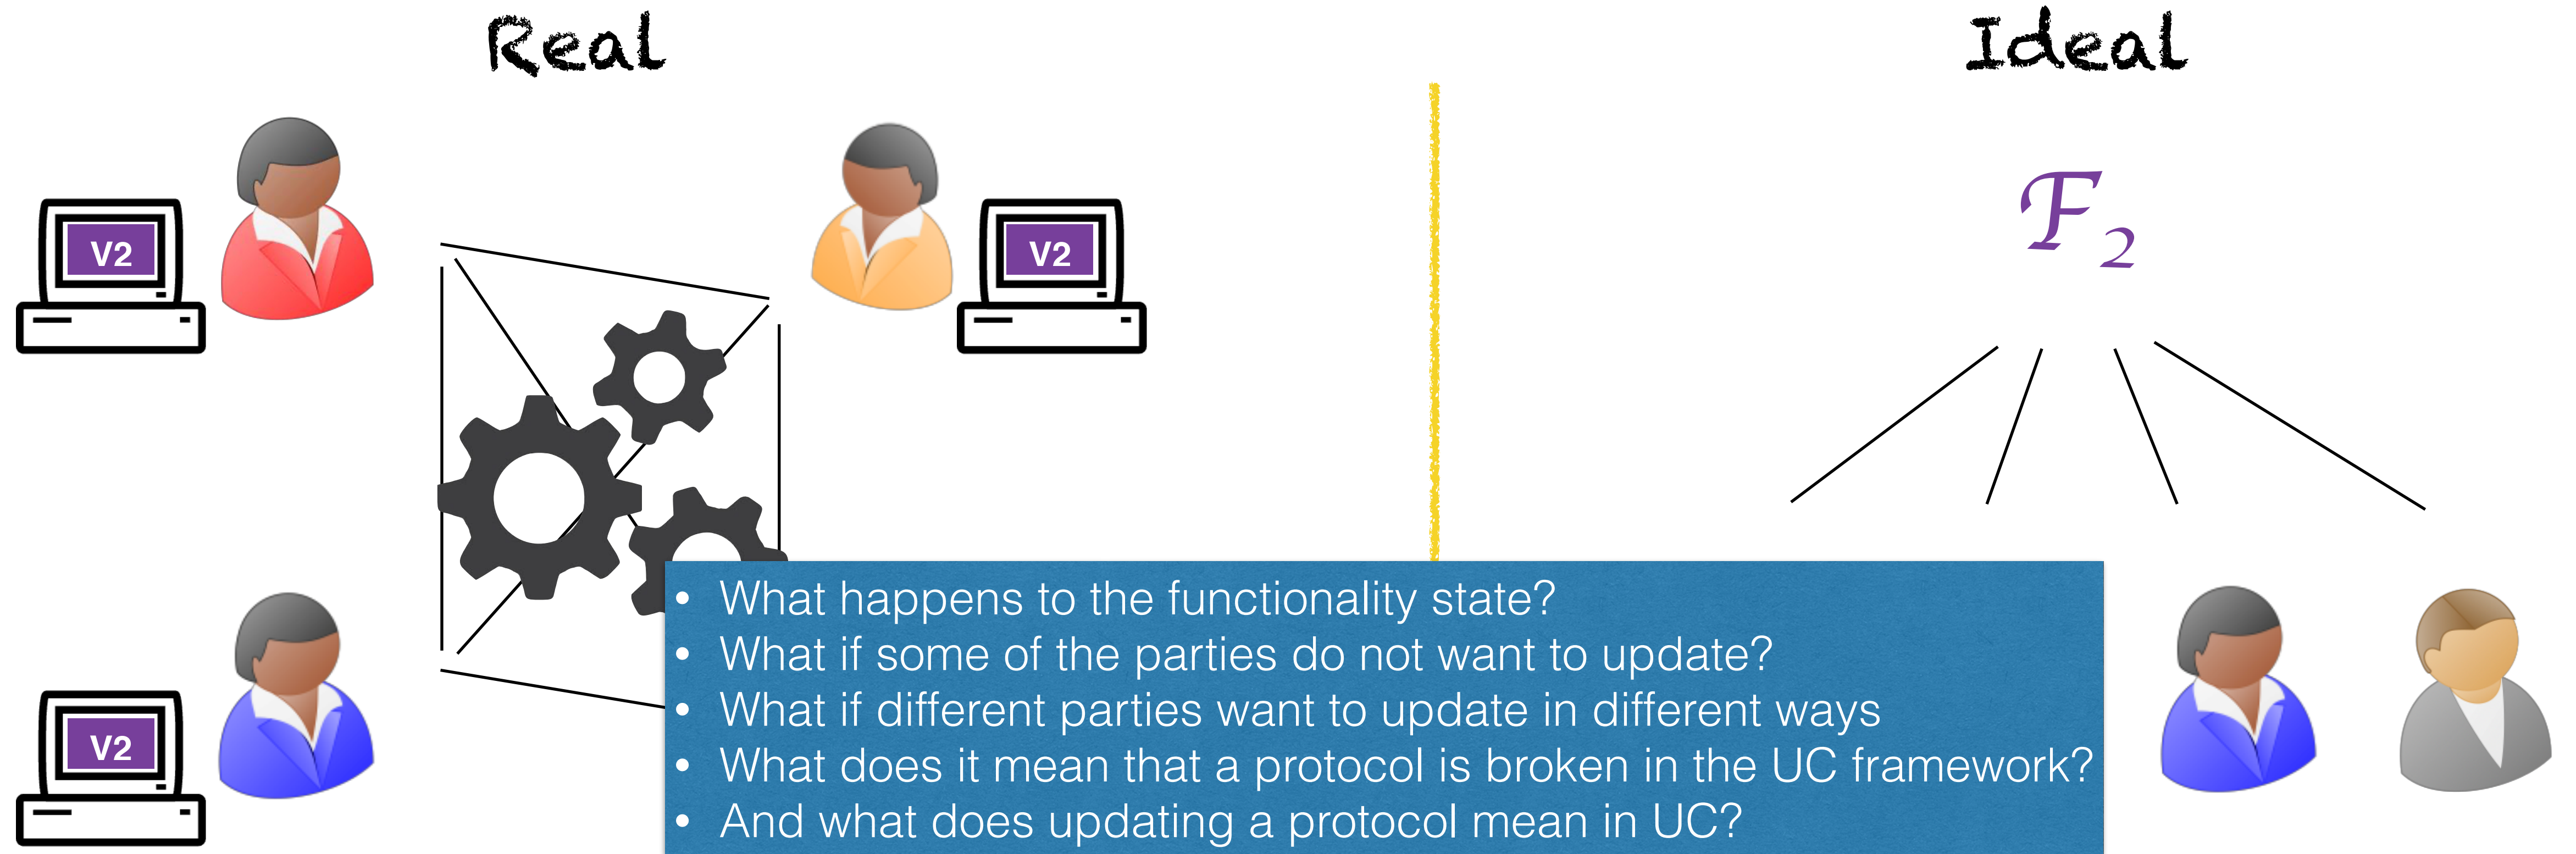 Real
Ideal
V2
V2
ℱ2
• What happens to the functionality state?
• What if some of the parties do not want to update?
• What if different parties want to update in different ways
• What does it mean that a protocol is broken in the UC framework?
V2
• And what does updating a protocol mean in UC?